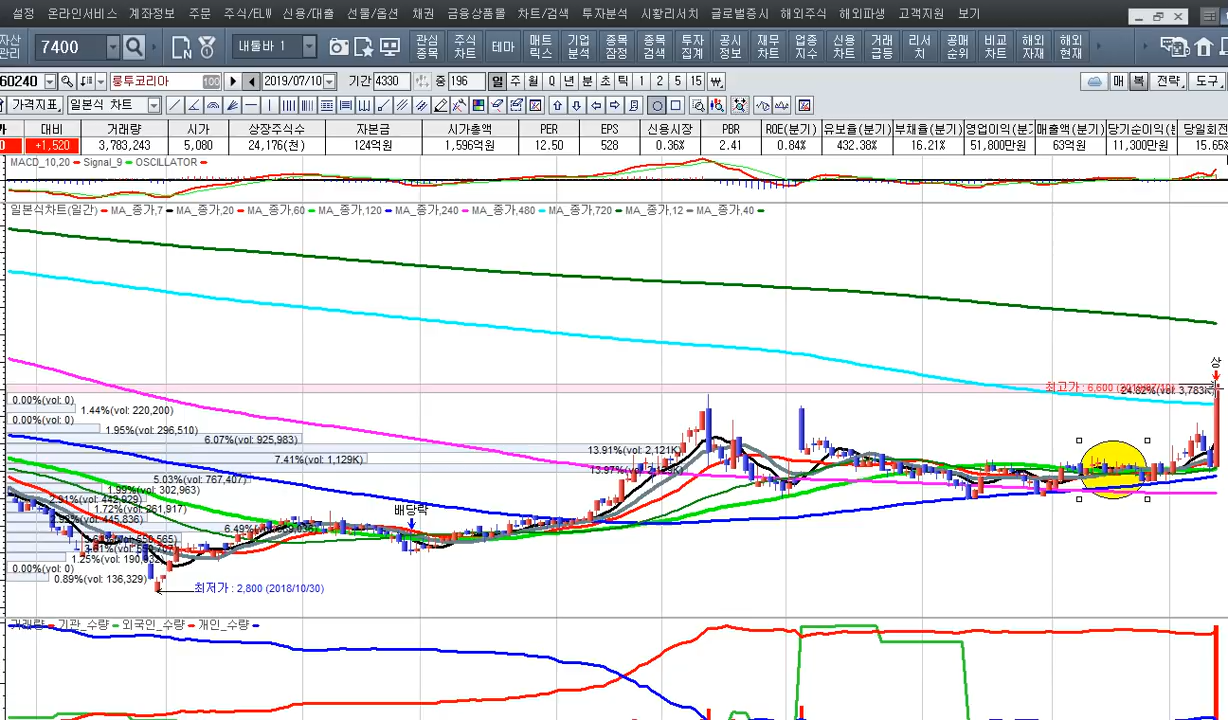 설정 온라인서비스 계좌정보 주문 주식/ELW 신용/대출 선물/옵션 채권 금융상품몰 차트/검색 투자분석 시황리서치 글로벌증시 해외주식 해외파생 고객지원 보기
자산관리 7400 내툴바 1 관심종목 주식차트 테마 매트릭스 기업분석 종목잠정 종목검색 투자집계 공시정보 재무차트 업종지수 신용차트 거래급등 리서치 공매순위 비교차트 해외자재 해외현재
60240 룽투코리아 100 2019/07/10 기간 4330 중 196 일 주 월 Q 년 분 초 틱 1 2 5 15 매 복 전략 도구
가격지표 일본식 차트
가 대비 거래량 시가 상장주식수 자본금 시가총액 PER EPS 신용시장 PBR ROE(분기) 유보율(분기) 부채율(분기) 영업이익(분기 매출액(분기) 당기순이익(분 당일회
0 +1,520 3,783,243 5,080 24,176(천) 124억원 1,596억원 12.50 528 0.36% 2.41 0.84% 432.38% 16.21% 51,800만원 63억원 11,300만원 15.65%
MACD_10,20 Signal_9 OSCILLATOR
일본식차트(일간) MA_종가,7 MA_종가,20 MA_종가,60 MA_종가,120 MA_종가,240 MA_종가,480 MA_종가,720 MA_종가,12 MA_종가,40
상
최고가 : 6,600
24.82%(vol: 3,783K)
0.00%(vol: 0)
1.44%(vol: 220,200)
0.00%(vol: 0)
1.95%(vol: 296,510)
6.07%(vol: 925,983)
13.91%(vol: 2,121K)
7.41%(vol: 1,129K)
5.03%(vol: 767,407)
1.99%(vol: 302,963)
2.91%(vol: 442,929)
1.72%(vol: 261,917)
배당락
1.25%(vol:
0.00%(vol: 0)
0.89%(vol: 136,329)
최저가 : 2,800 (2018/10/30)
거래량 기관_수량 외국인_수량 개인_수량